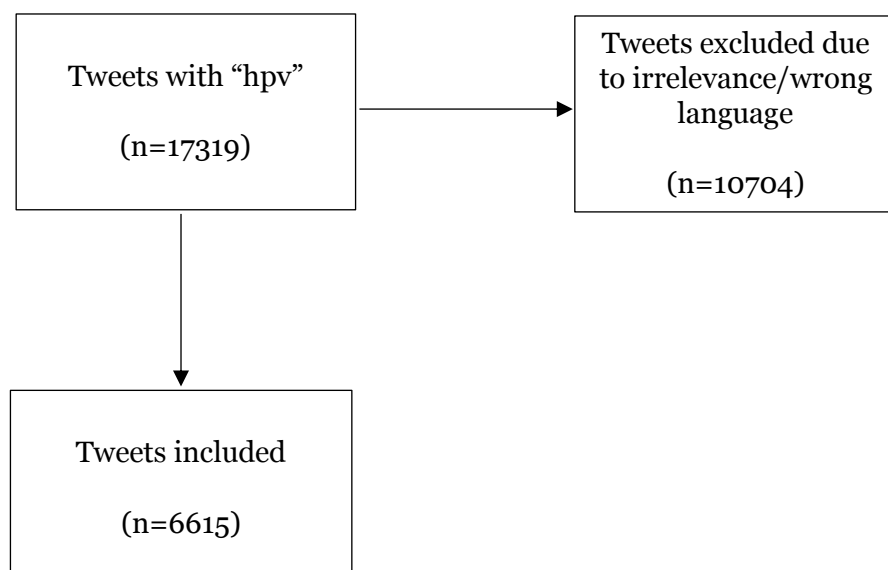 Tweets with “hpv”
(n=17319)
Tweets excluded due
to irrelevance/wrong
language
(n=10704)
Tweets included
(n=6615)